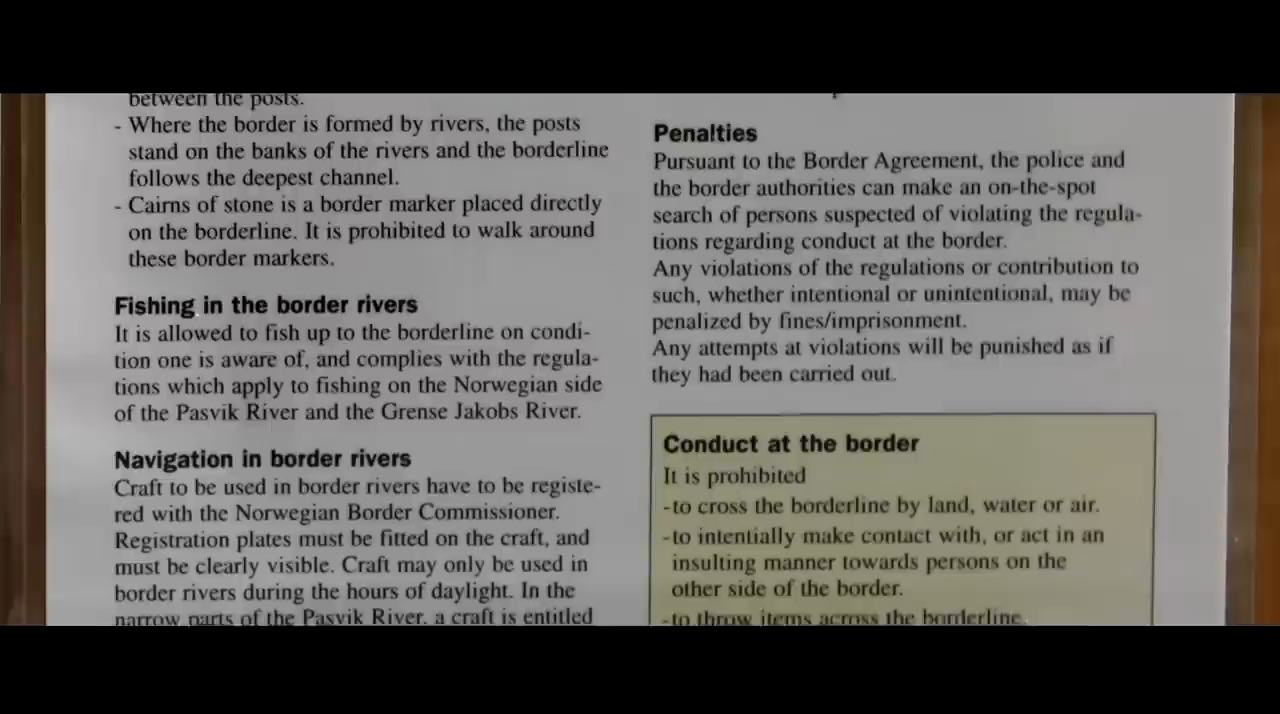 between the posts.
- Where the border is formed by rivers, the posts
stand on the banks of the rivers and the borderline
follows the deepest channel.
- Cairns of stone is a border marker placed directly
on the borderline. It is prohibited to walk around
these border markers.
Fishing in the border rivers
It is allowed to fish up to the borderline on condi-
tion one is aware of, and complies with the regula-
tions which apply to fishing on the Norwegian side
of the Pasvik River and the Grense Jakobs River.
Navigation in border rivers
Craft to be used in border rivers have to be registe-
red with the Norwegian Border Commissioner.
Registration plates must be fitted on the craft, and
must be clearly visible. Craft may only be used in
border rivers during the hours of daylight. In the
narrow parts of the Pasvik River, a craft is entitled
Penalties
Pursuant to the Border Agreement, the police and
the border authorities can make an on-the-spot
search of persons suspected of violating the regula-
tions regarding conduct at the border.
Any violations of the regulations or contribution to
such, whether intentional or unintentional, may be
penalized by fines/imprisonment.
Any attempts at violations will be punished as if
they had been carried out.
Conduct at the border
It is prohibited
-to cross the borderline by land, water or air.
-to intentially make contact with, or act in an
insulting manner towards persons on the
other side of the border.
-to throw items across the borderline.